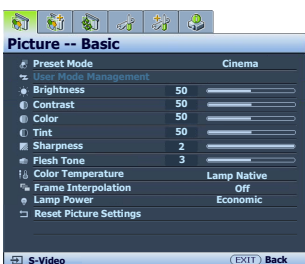 Picture -- Basic
Preset Mode Cinema
User Mode Management
Brightness 50
Contrast 50
Color 50
Tint 50
Sharpness 2
Flesh Tone 3
Color Temperature Lamp Native
Frame Interpolation Off
Lamp Power Economic
Reset Picture Settings
S-Video EXIT Back